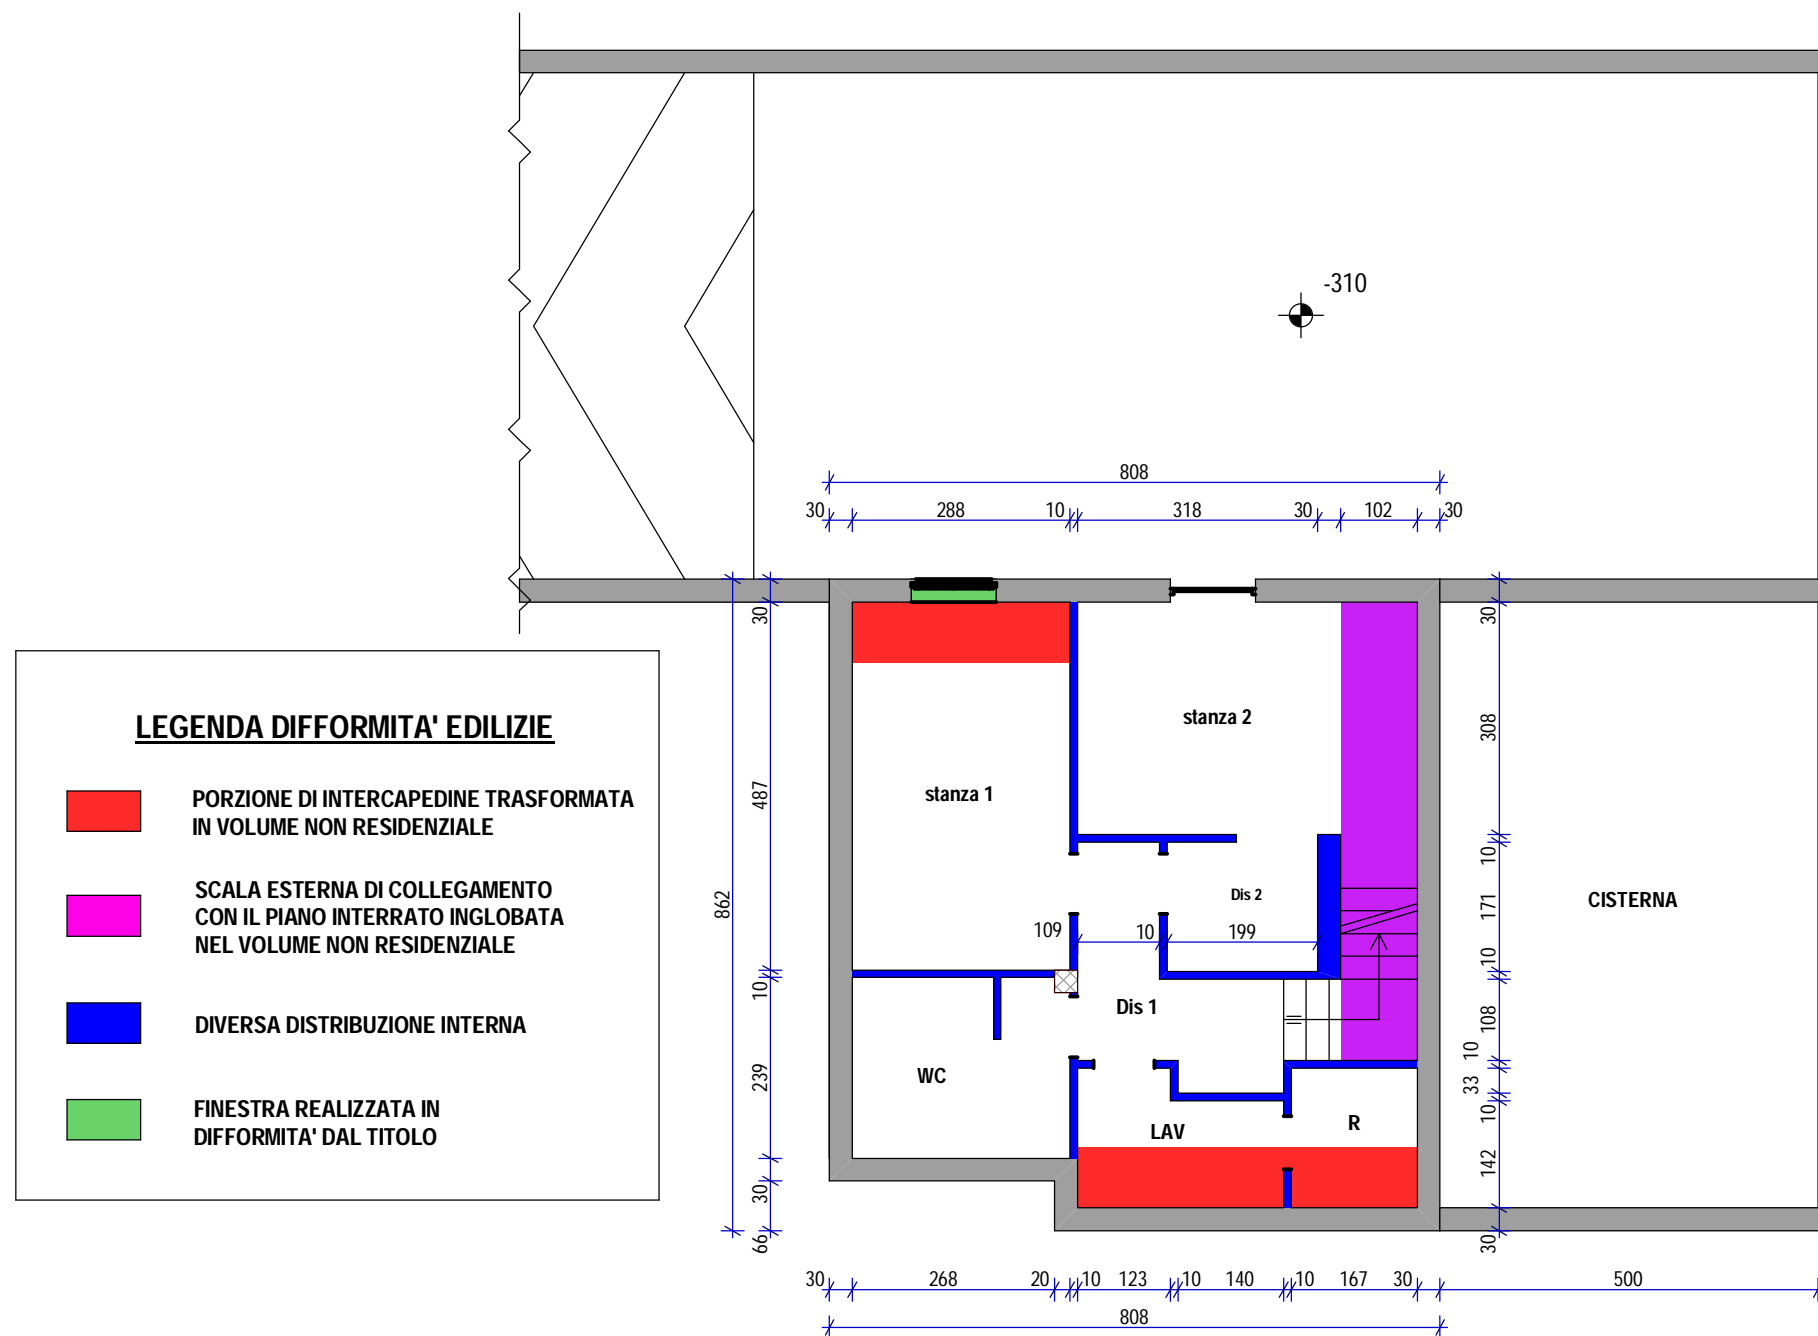 -310
808
30 288 10 318 30 102 30
LEGENDA DIFFORMITA' EDILIZIE
PORZIONE DI INTERCAPEDINE TRASFORMATA
IN VOLUME NON RESIDENZIALE
SCALA ESTERNA DI COLLEGAMENTO
CON IL PIANO INTERRATO INGLOBATA
NEL VOLUME NON RESIDENZIALE
DIVERSA DISTRIBUZIONE INTERNA
FINESTRA REALIZZATA IN
DIFFORMITA' DAL TITOLO
862
30
487
10
239
30
66
stanza 1
stanza 2
Dis 2
109 10 199
Dis 1
WC
LAV
R
30
308
10
171
10
108
10
33
10
142
30
CISTERNA
30 268 20 10 123 10 140 10 167 30 500
808